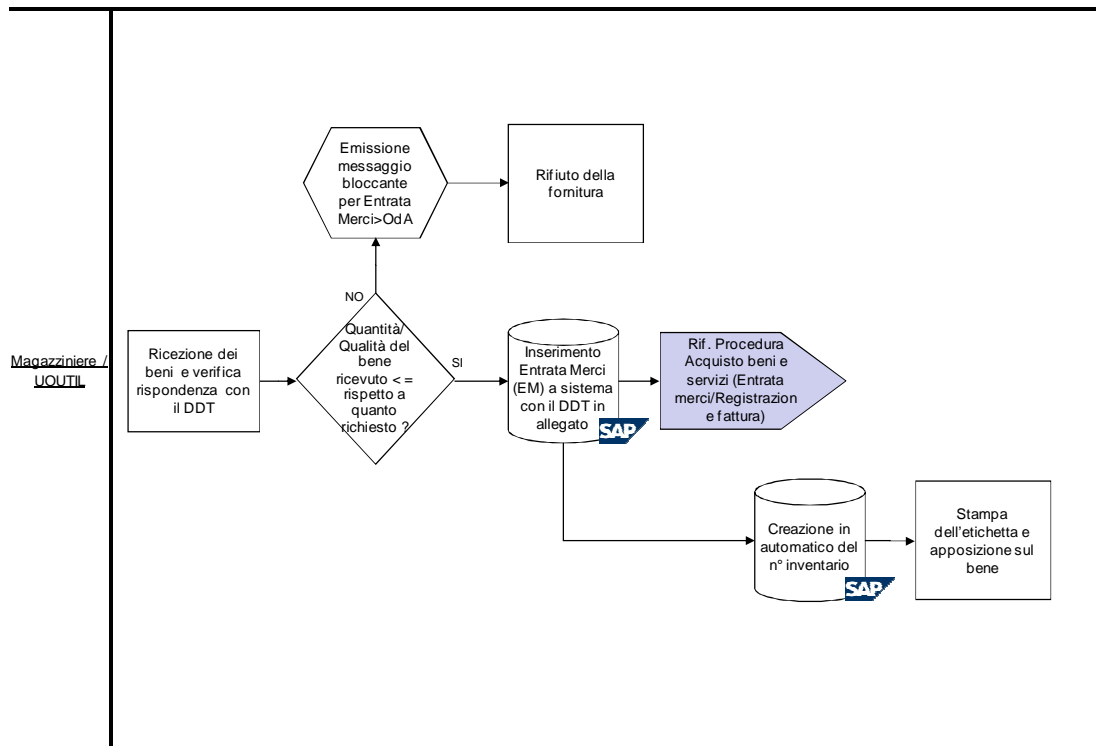 Emissione
messaggio
bloccante
per Entrata
Merci>OdA
Rifiuto della
fornitura
NO
Magazziniere /
UOUTIL
Ricezione dei
beni e verifica
rispondenza con
il DDT
Quantità/
Qualità del
bene
ricevuto < =
rispetto a
quanto
richiesto ?
SI
Inserimento
Entrata Merci
(EM) a sistema
con il DDT in
allegato
SAP
Rif. Procedura
Acquisto beni e
servizi (Entrata
merci/Registrazion
e fattura)
Creazione in
automatico del
n° inventario
SAP
Stampa
dell'etichetta e
apposizione sul
bene